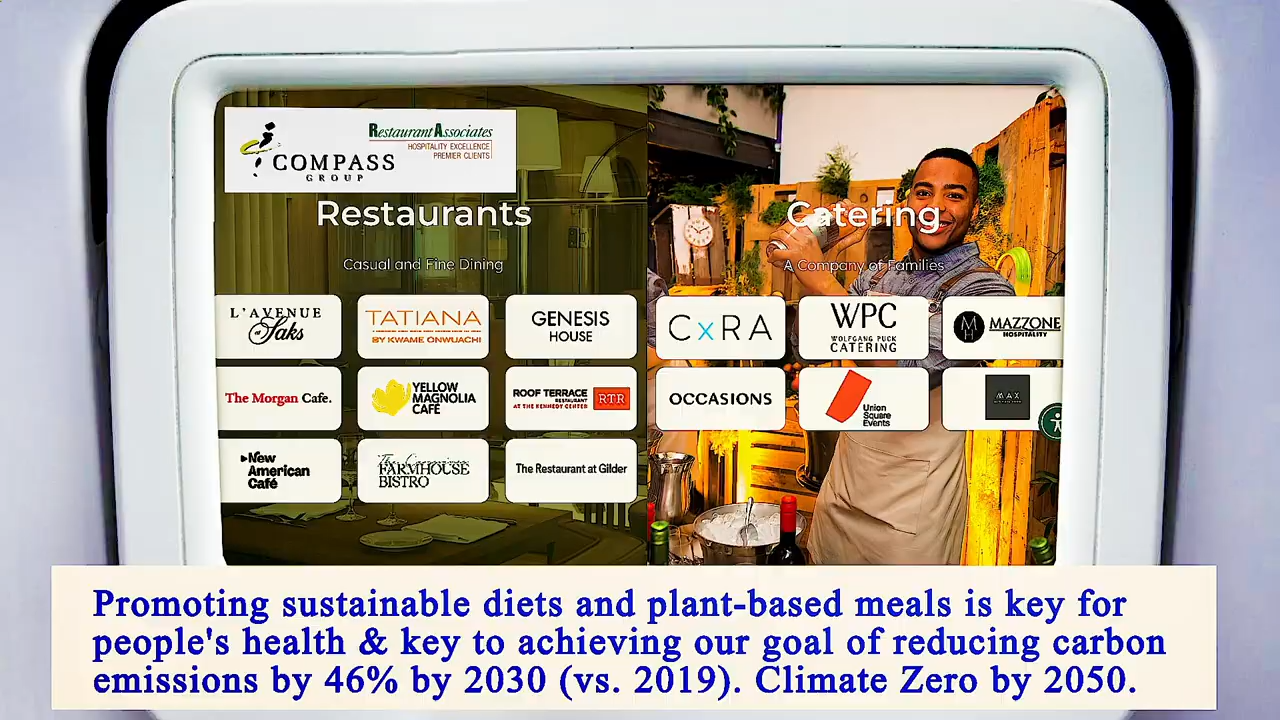 COMPASS
GROUP
Restaurant Associates
HOSPITALITY EXCELLENCE
PREMIER CLIENTS
Restaurants
Casual and Fine Dining
L'AVENUE
Saks
TATIANA
BY KWAME ONWUACHI
GENESIS
HOUSE
The Morgan Cafe.
YELLOW
MAGNOLIA
CAFÉ
ROOF TERRACE
RESTAURANT
AT THE KENNEDY CENTER
RTR
New
American
Café
FARMHOUSE
BISTRO
The Restaurant at Gilder
Catering
A Company of Families
CxRA
WPC
WOLFGANG PUCK
CATERING
MH
MAZZONE
HOSPITALITY
OCCASIONS
Union
Square
Events
MAX
Promoting sustainable diets and plant-based meals is key for
people's health & key to achieving our goal of reducing carbon
emissions by 46% by 2030 (vs. 2019). Climate Zero by 2050.